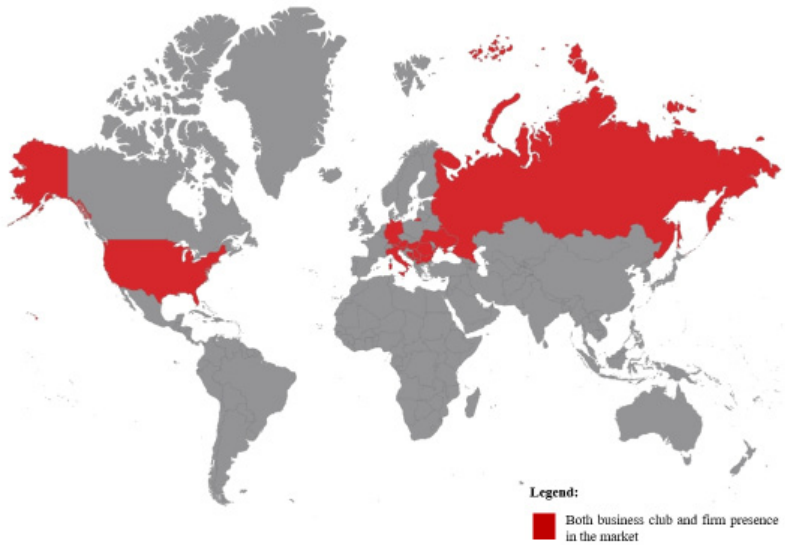 Legend:
Both business club and firm presence
in the market